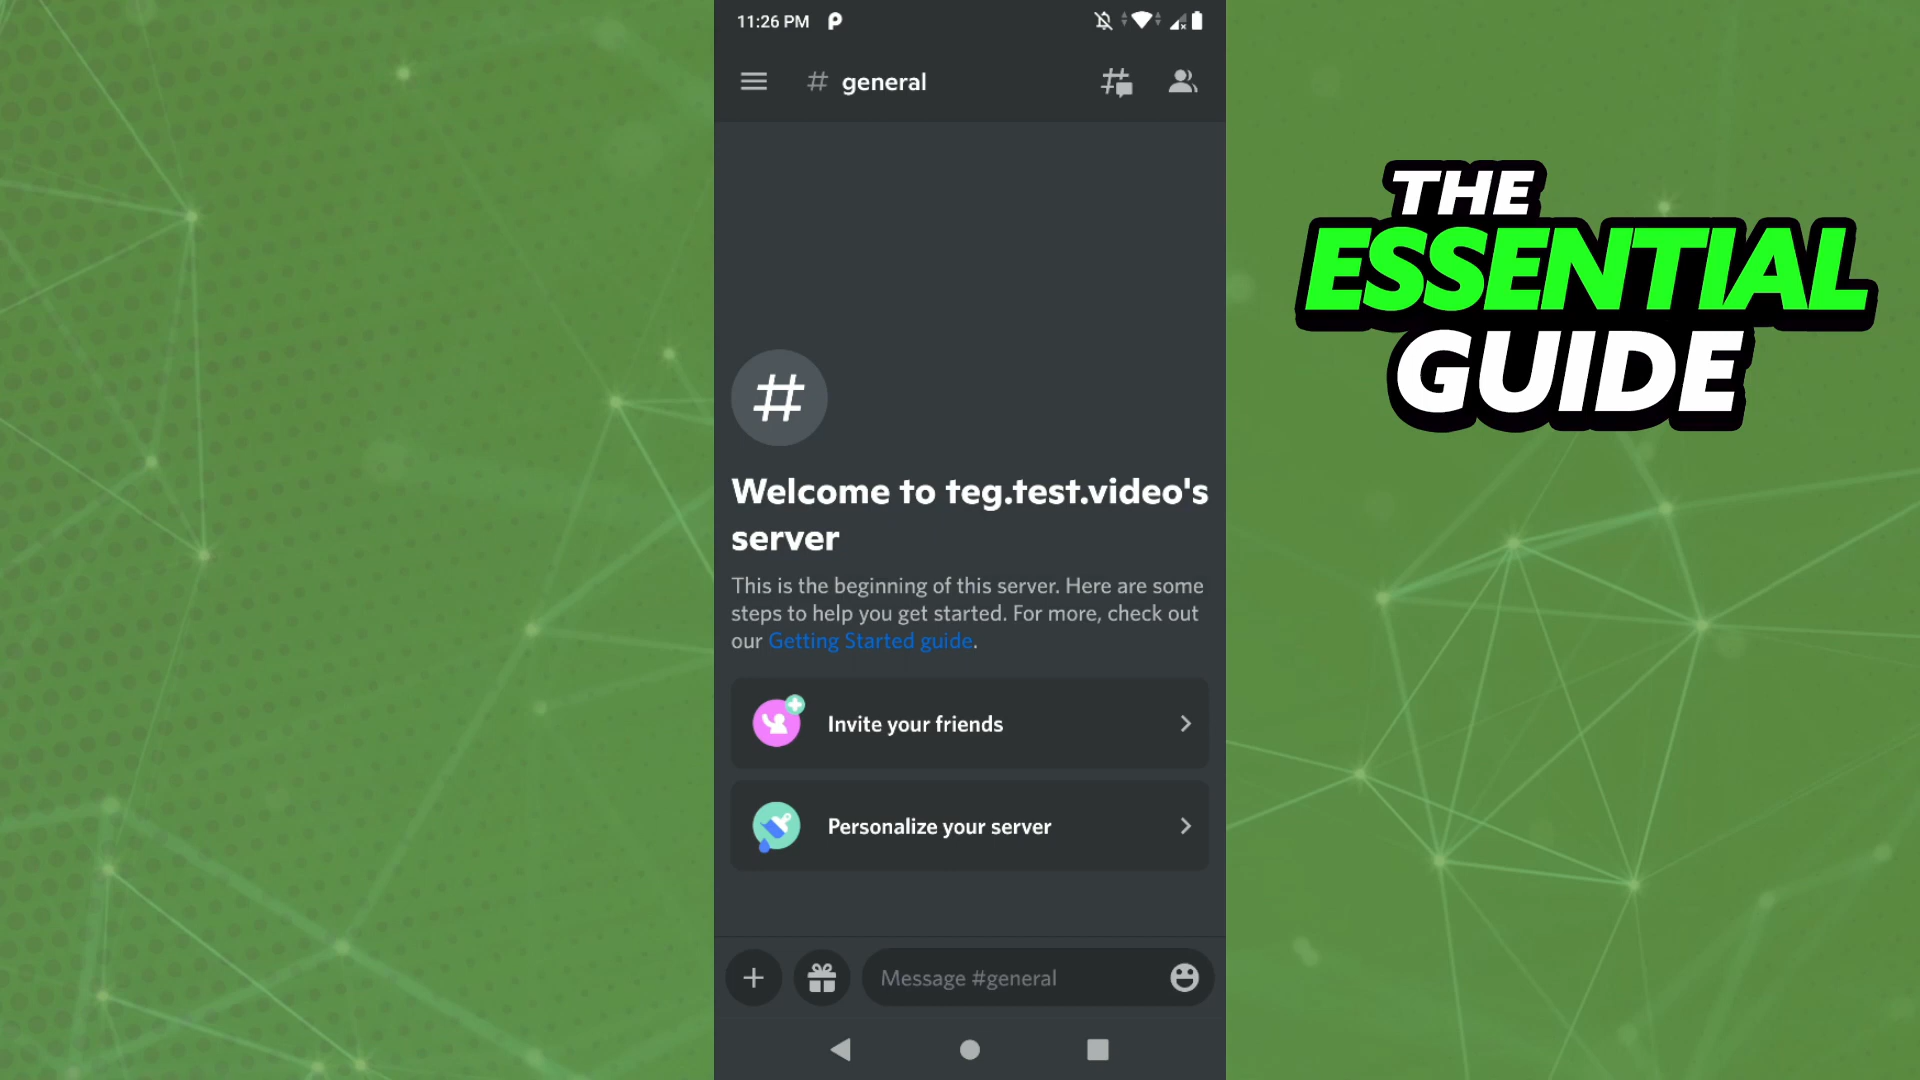 11:26 PM
# general
THE
ESSENTIAL
GUIDE
#
Welcome to teg.test.video's
server
This is the beginning of this server. Here are some
steps to help you get started. For more, check out
our Getting Started guide.
Invite your friends
Personalize your server
Message #general